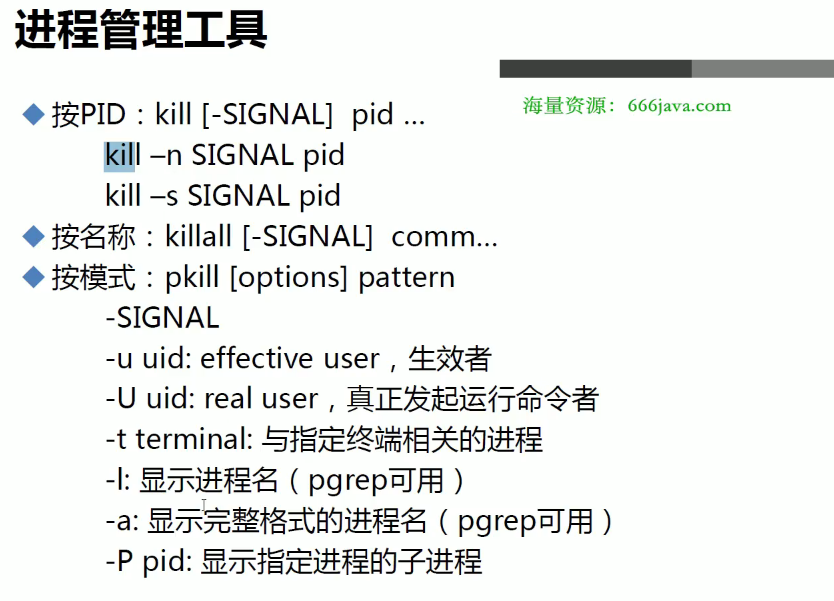 进程管理工具
海量资源：666java.com
按PID：kill [-SIGNAL] pid …
kill –n SIGNAL pid
kill –s SIGNAL pid
按名称：killall [-SIGNAL] comm…
按模式：pkill [options] pattern
-SIGNAL
-u uid: effective user，生效者
-U uid: real user，真正发起运行命令者
-t terminal: 与指定终端相关的进程
-l: 显示进程名（pgrep可用）
-a: 显示完整格式的进程名（pgrep可用）
-P pid: 显示指定进程的子进程